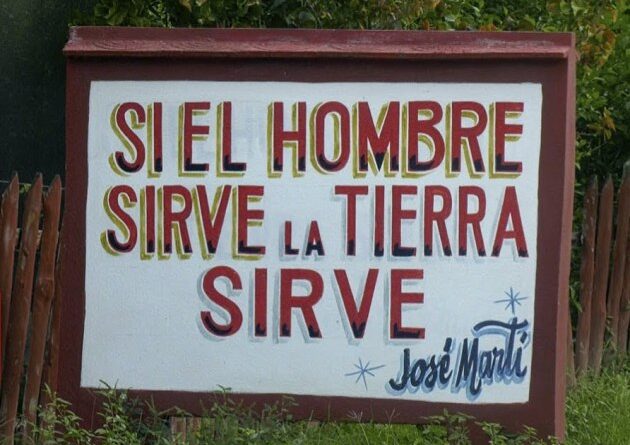 SI EL HOMBRE
SIRVE LA TIERRA
SIRVE
José Martí